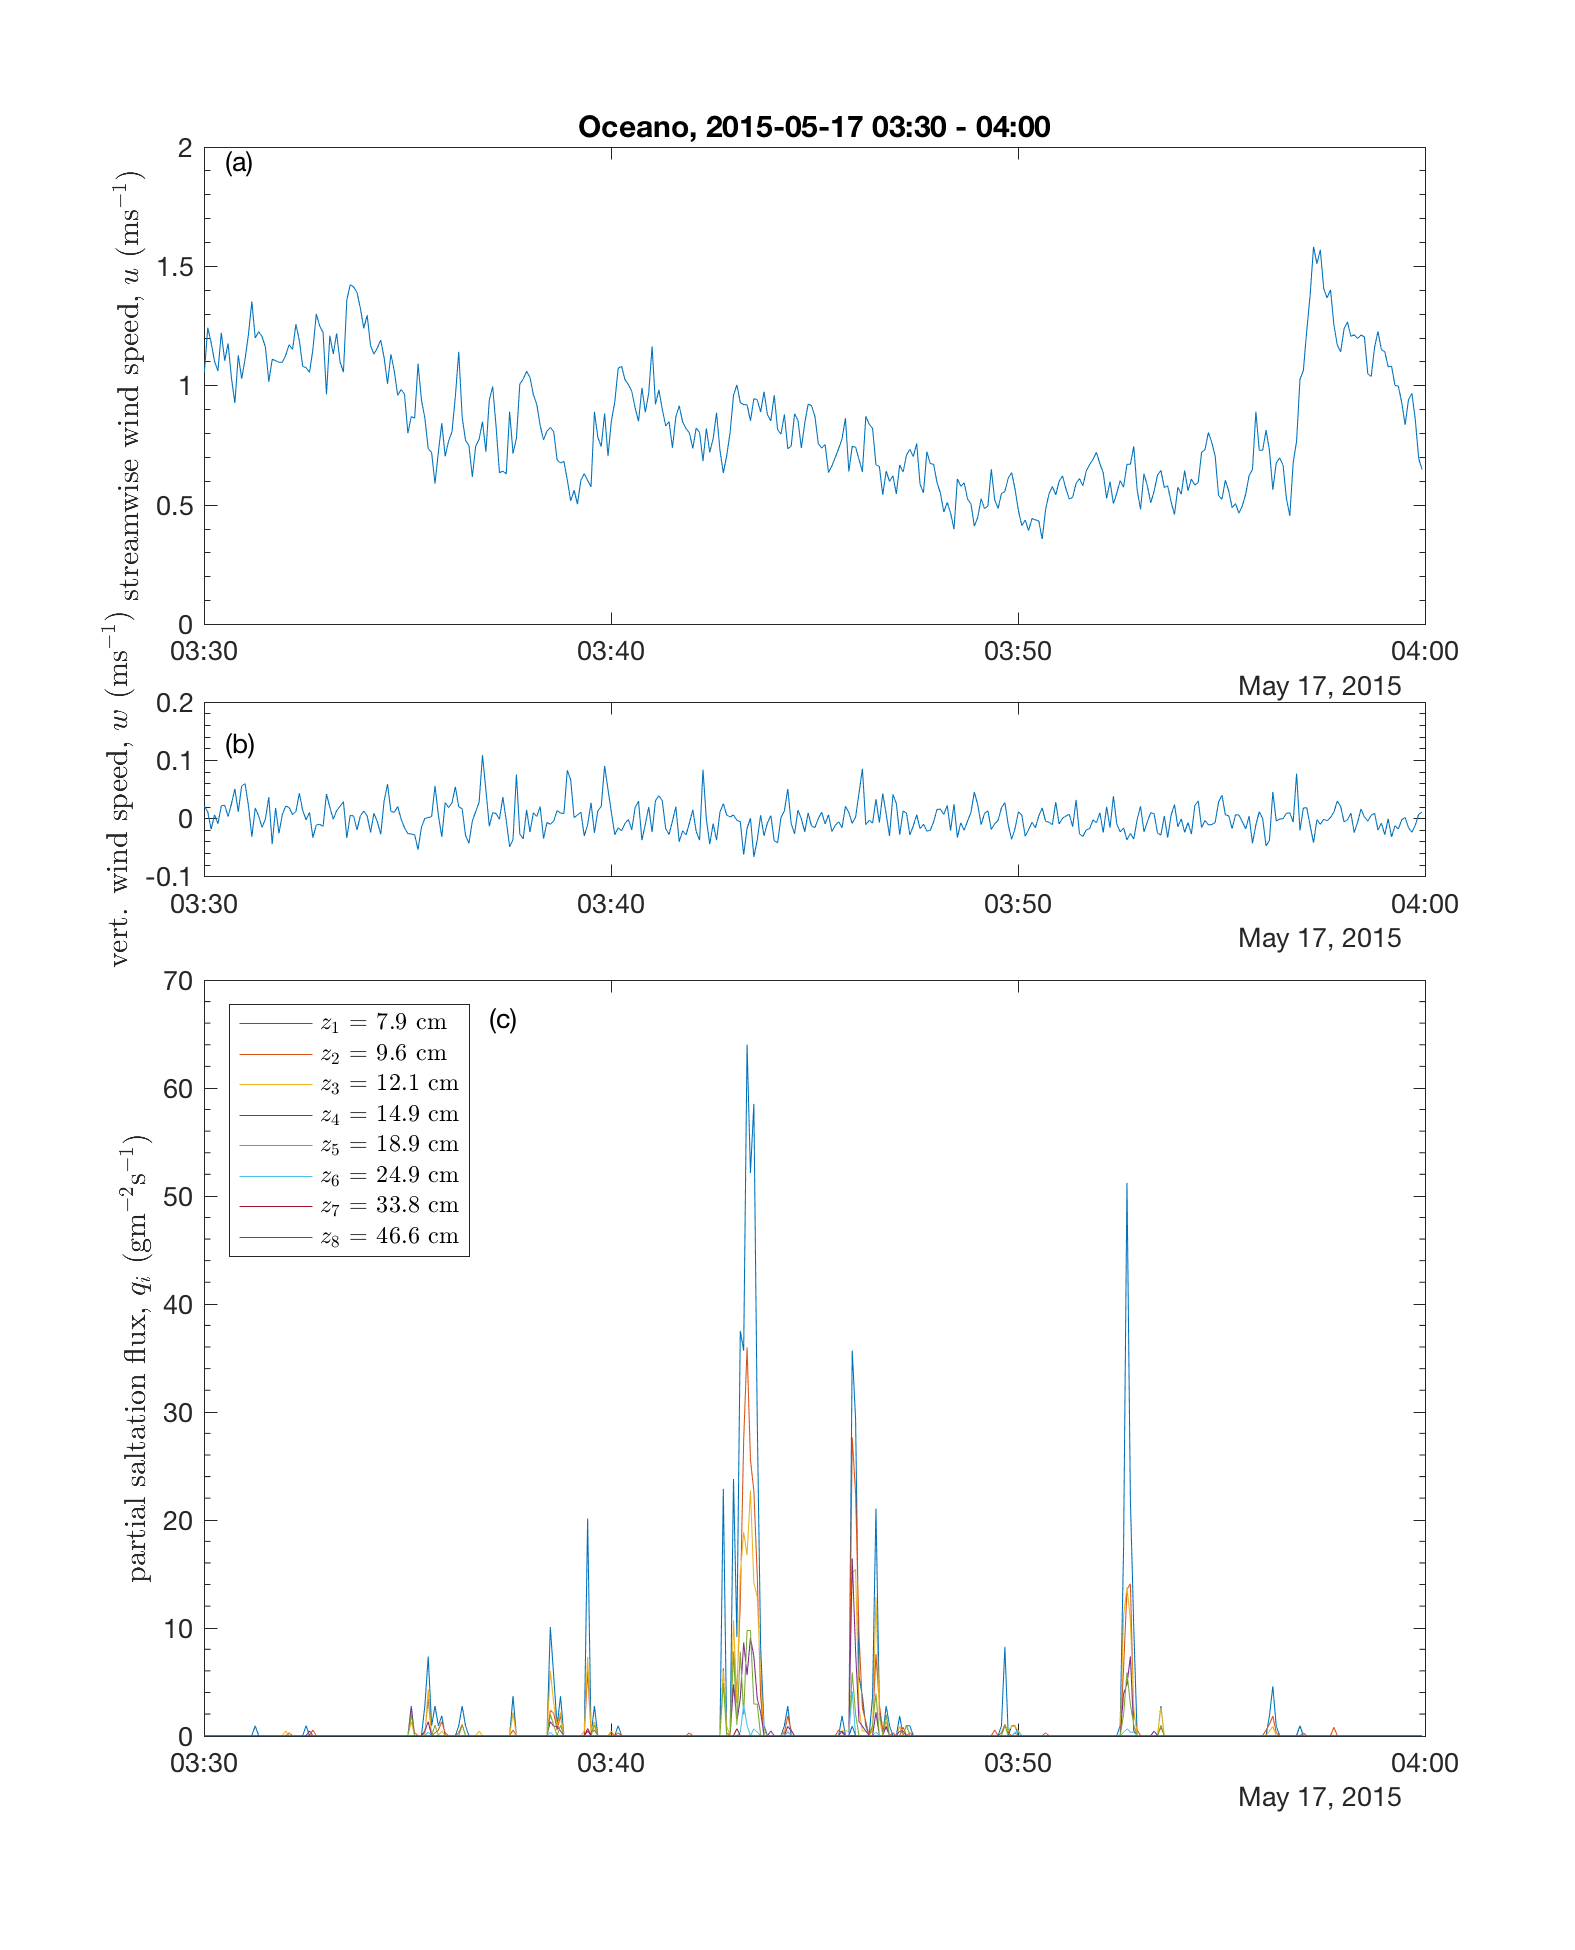 Oceano, 2015-05-17 03:30 - 04:00
(a)
streamwise wind speed, u (ms⁻¹)
2
1.5
1
0.5
0
03:30 03:40 03:50 04:00
May 17, 2015
(b)
vert. wind speed, w (ms⁻¹)
0.2
0.1
0
-0.1
03:30 03:40 03:50 04:00
May 17, 2015
(c)
partial saltation flux, qᵢ (gm⁻²s⁻¹)
70
60
50
40
30
20
10
0
z₁ = 7.9 cm
z₂ = 9.6 cm
z₃ = 12.1 cm
z₄ = 14.9 cm
z₅ = 18.9 cm
z₆ = 24.9 cm
z₇ = 33.8 cm
z₈ = 46.6 cm
03:30 03:40 03:50 04:00
May 17, 2015